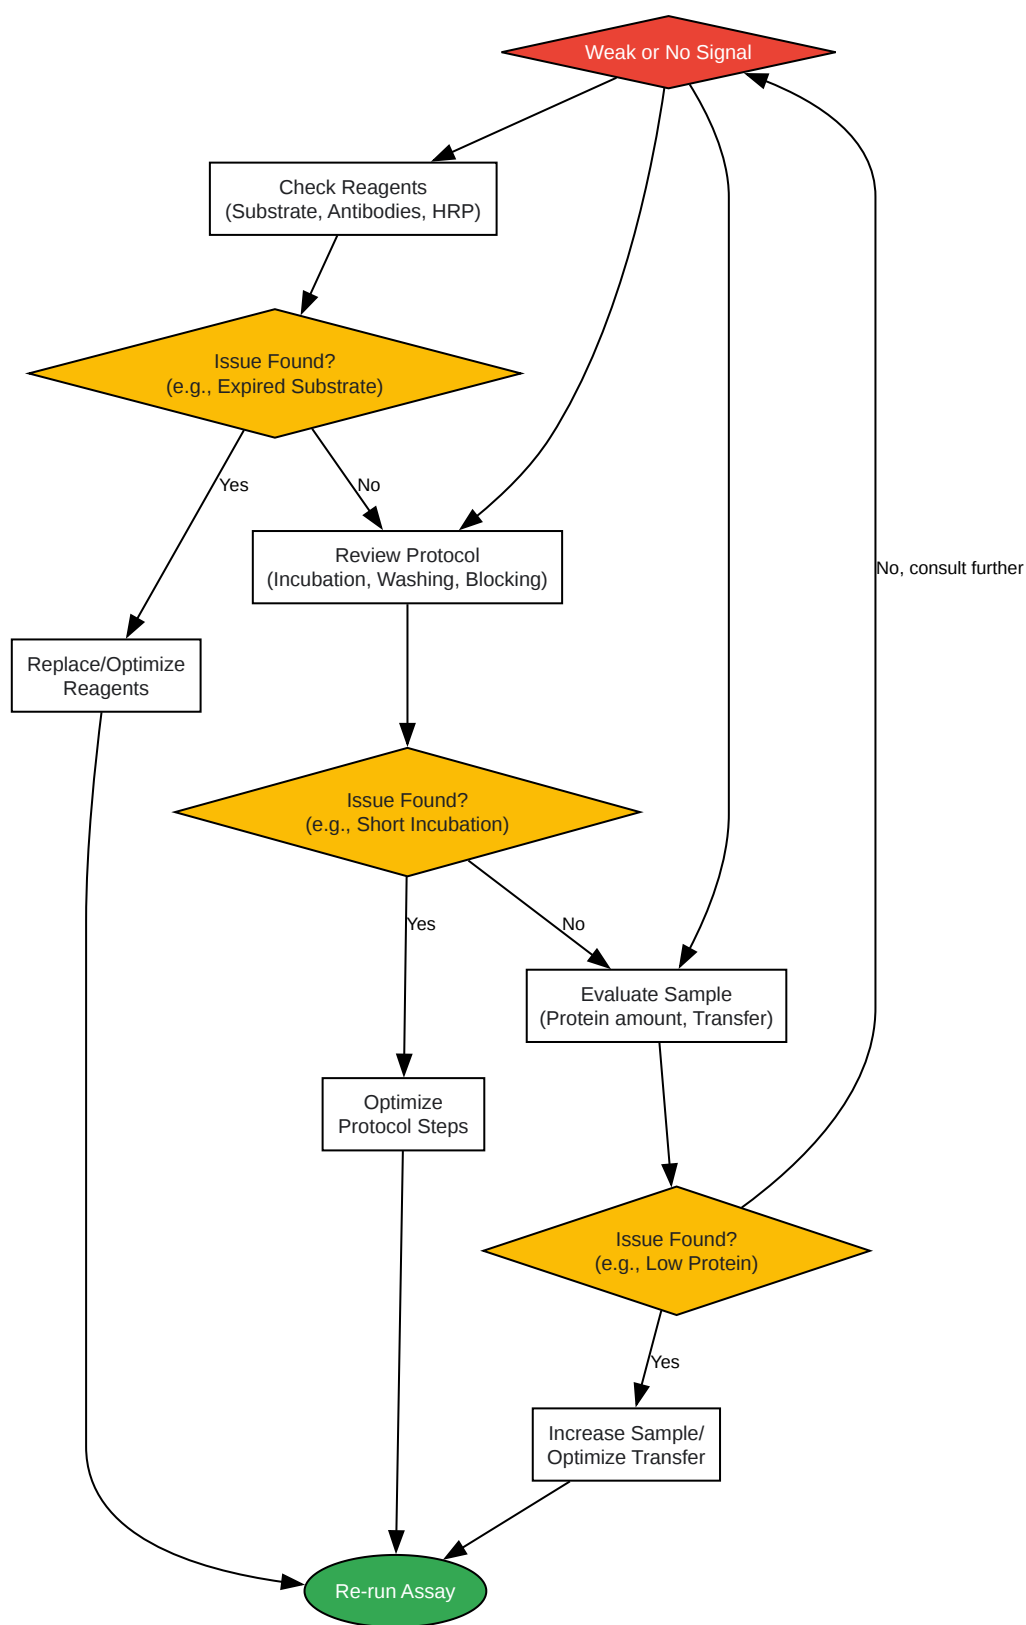 Weak or No Signal
Check Reagents
(Substrate, Antibodies, HRP)
Issue Found?
(e.g., Expired Substrate)
Yes
No
Review Protocol
(Incubation, Washing, Blocking)
No, consult further
Replace/Optimize
Reagents
Issue Found?
(e.g., Short Incubation)
Yes
No
Evaluate Sample
(Protein amount, Transfer)
Optimize
Protocol Steps
Issue Found?
(e.g., Low Protein)
Yes
Increase Sample/
Optimize Transfer
Re-run Assay